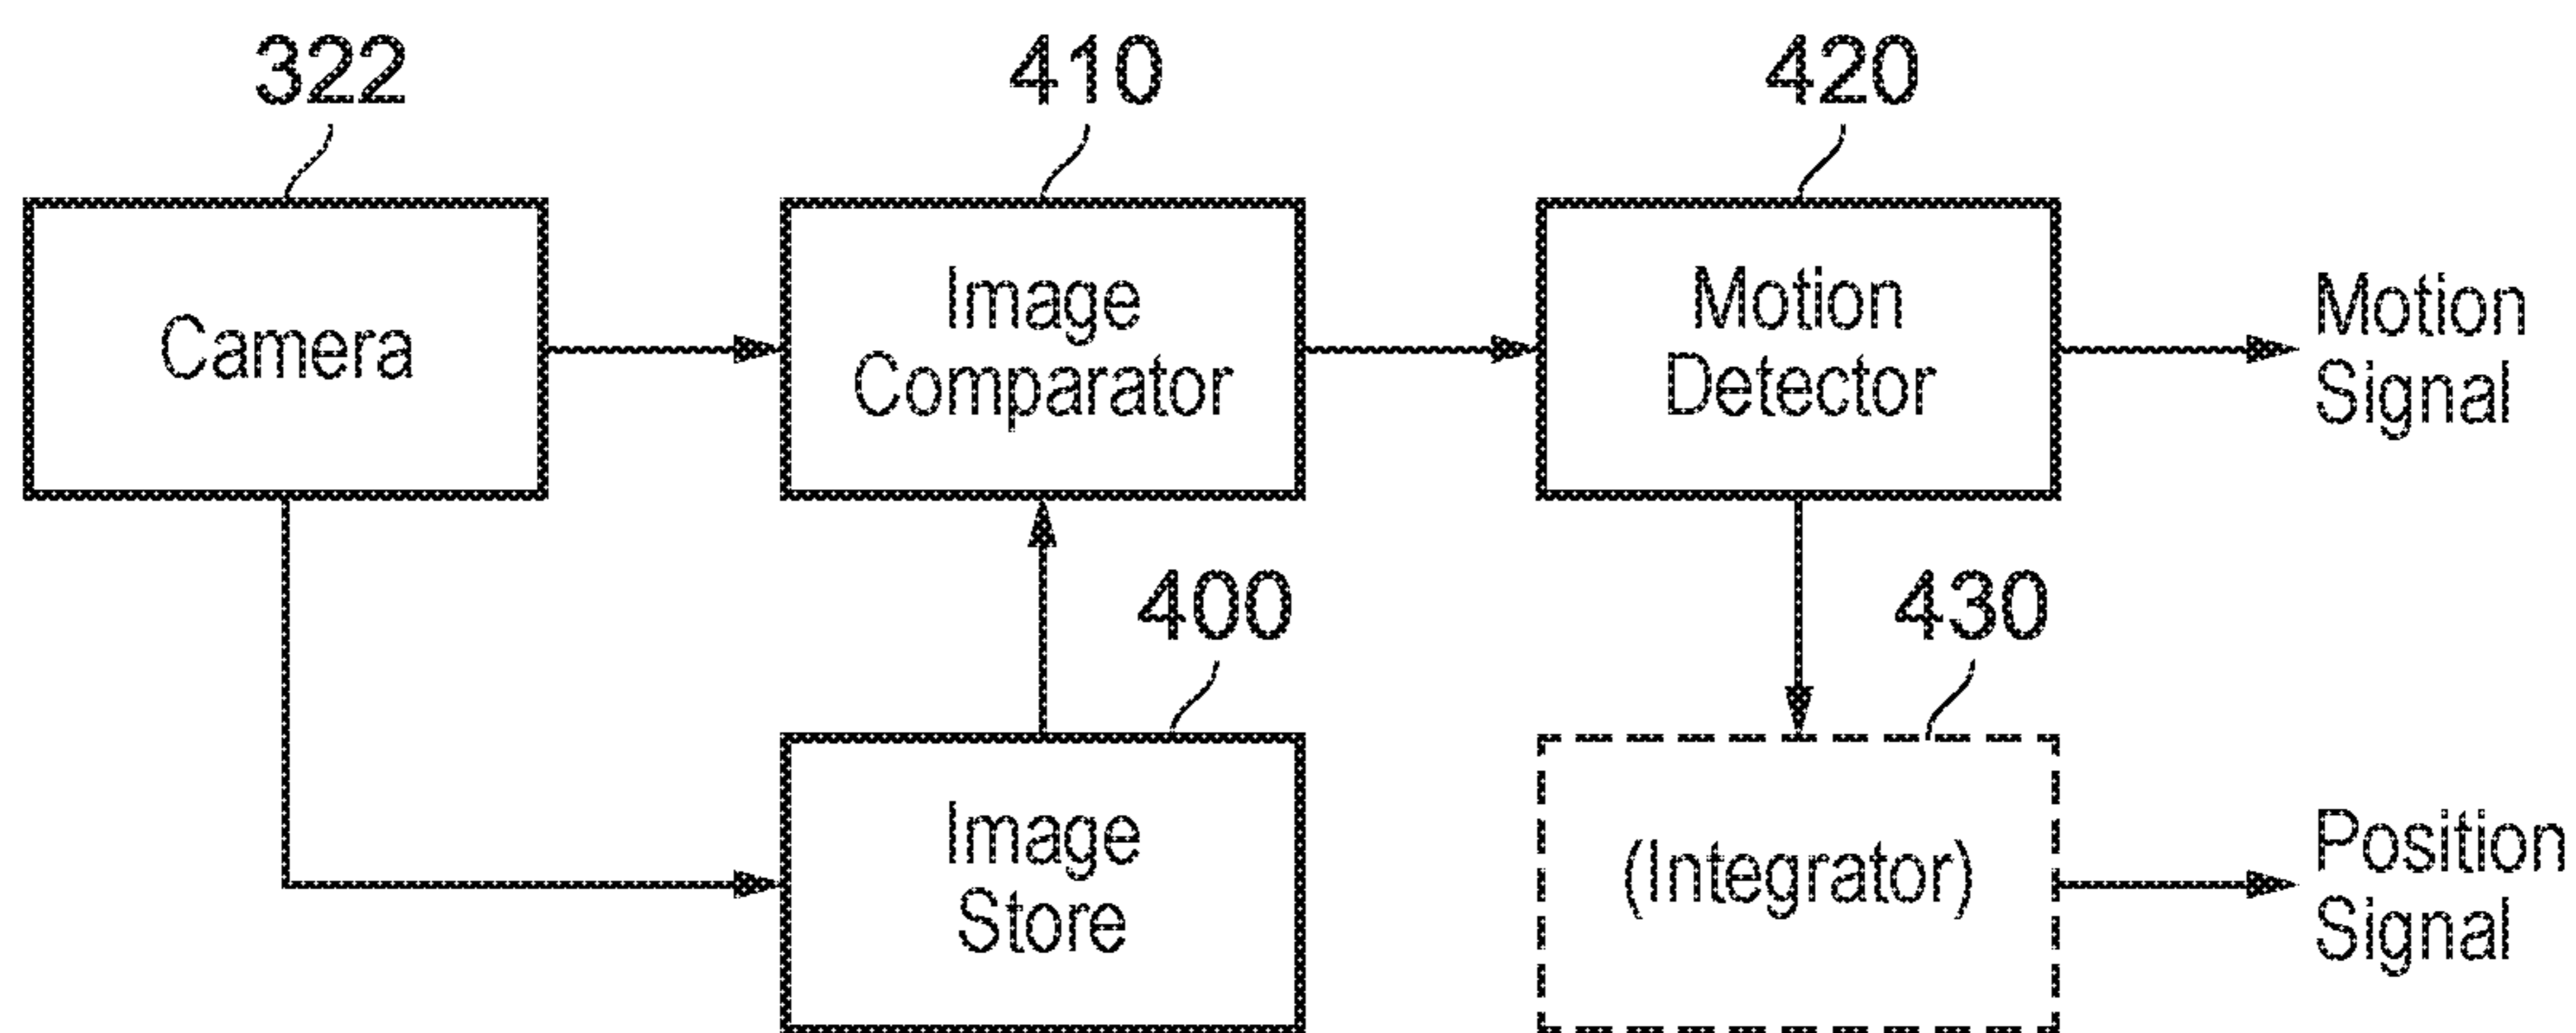 322
410
420
Camera
Image
Comparator
Motion
Detector
Motion
Signal
400
430
Image
Store
(Integrator)
Position
Signal